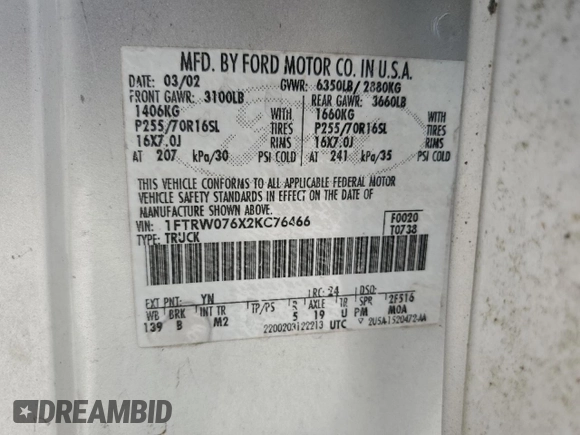 MFD. BY FORD MOTOR CO. IN U.S.A.
DATE: 03/02 GVWR: 6350LB/ 2880KG
FRONT GAWR: 3100LB REAR GAWR: 3660LB
1406KG WITH 1660KG WITH
P255/70R16SL TIRES P255/70R16SL TIRES
16X7.0J RIMS 16X7.0J RIMS
AT 207 kPa/30 PSI COLD AT 241 kPa/35 PSI COLD
THIS VEHICLE CONFORMS TO ALL APPLICABLE FEDERAL MOTOR
VEHICLE SAFETY STANDARDS IN EFFECT ON THE DATE OF
MANUFACTURE SHOWN ABOVE.
VIN: 1FTRW076X2KC76466 F0020
TYPE: TRUCK T0738
LRC: 24 DSO:
EXT PNT: YN R AXLE TR SPR 2F516
WB BRK INT TR TP/PS 5 19 U PM MOA
139 B M2 2200203122213 UTC
DREAMBID